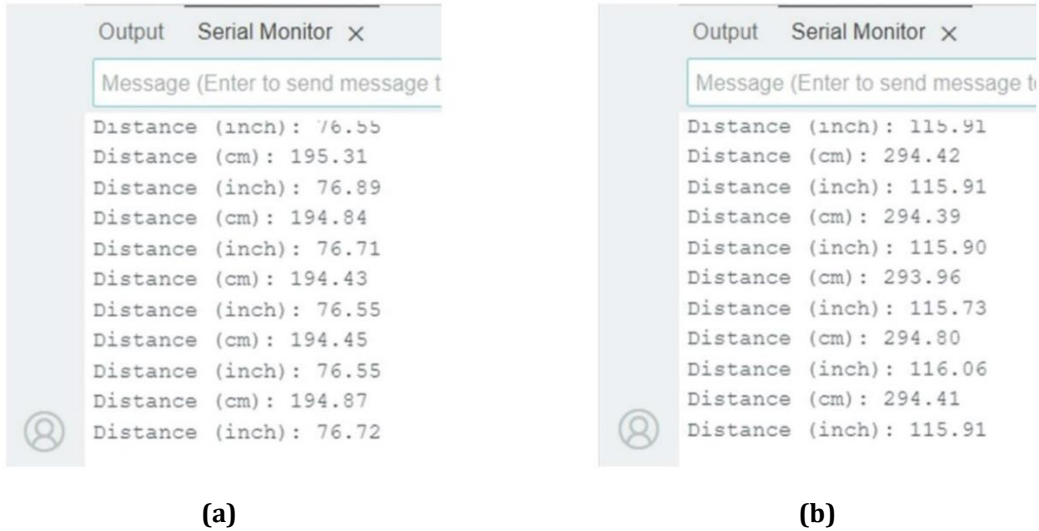 Output Serial Monitor ×
Message (Enter to send message t
Distance (inch): 76.55
Distance (cm): 195.31
Distance (inch): 76.89
Distance (cm): 194.84
Distance (inch): 76.71
Distance (cm): 194.43
Distance (inch): 76.55
Distance (cm): 194.45
Distance (inch): 76.55
Distance (cm): 194.87
Distance (inch): 76.72
(a)
Output Serial Monitor ×
Message (Enter to send message to
Distance (inch): 115.91
Distance (cm): 294.42
Distance (inch): 115.91
Distance (cm): 294.39
Distance (inch): 115.90
Distance (cm): 293.96
Distance (inch): 115.73
Distance (cm): 294.80
Distance (inch): 116.06
Distance (cm): 294.41
Distance (inch): 115.91
(b)